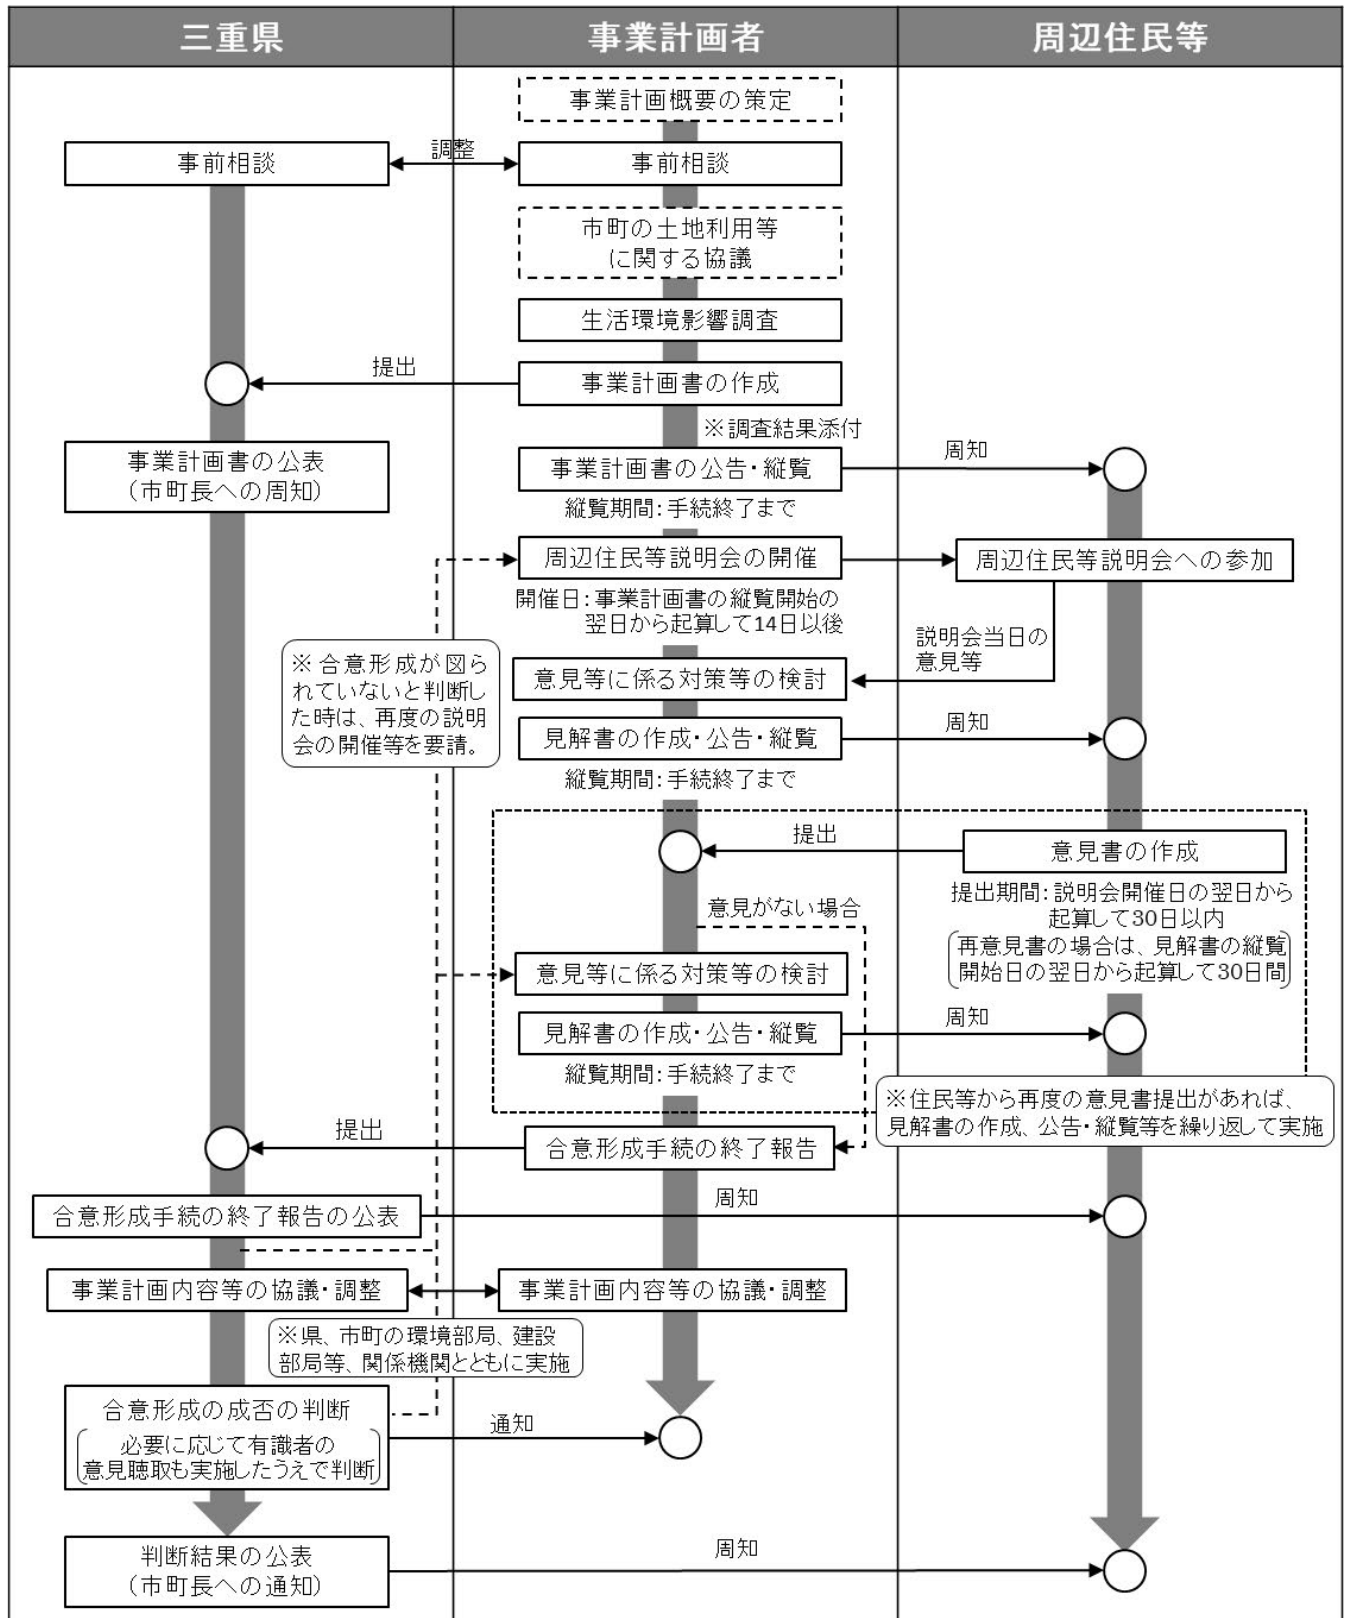 三重県
事業計画者
周辺住民等
事業計画概要の策定
事前相談
調整
事前相談
市町の土地利用等
に関する協議
生活環境影響調査
提出
事業計画書の作成
※調査結果添付
事業計画書の公表
(市町長への周知)
事業計画書の公告・縦覧
周知
縦覧期間:手続終了まで
周辺住民等説明会の開催
周辺住民等説明会への参加
開催日:事業計画書の縦覧開始の
翌日から起算して14日以後
説明会当日の
意見等
※合意形成が図ら
れていないと判断し
た時は、再度の説明
会の開催等を要請。
意見等に係る対策等の検討
見解書の作成・公告・縦覧
周知
縦覧期間:手続終了まで
提出
意見書の作成
提出期間:説明会開催日の翌日から
起算して30日以内
再意見書の場合は、見解書の縦覧
開始日の翌日から起算して30日間
意見がない場合
意見等に係る対策等の検討
見解書の作成・公告・縦覧
周知
縦覧期間:手続終了まで
※住民等から再度の意見書提出があれば、
見解書の作成、公告・縦覧等を繰り返して実施
提出
合意形成手続の終了報告
合意形成手続の終了報告の公表
周知
事業計画内容等の協議・調整
事業計画内容等の協議・調整
※県、市町の環境部局、建設
部局等、関係機関とともに実施
合意形成の成否の判断
必要に応じて有識者の
意見聴取も実施したうえで判断
通知
判断結果の公表
(市町長への通知)
周知